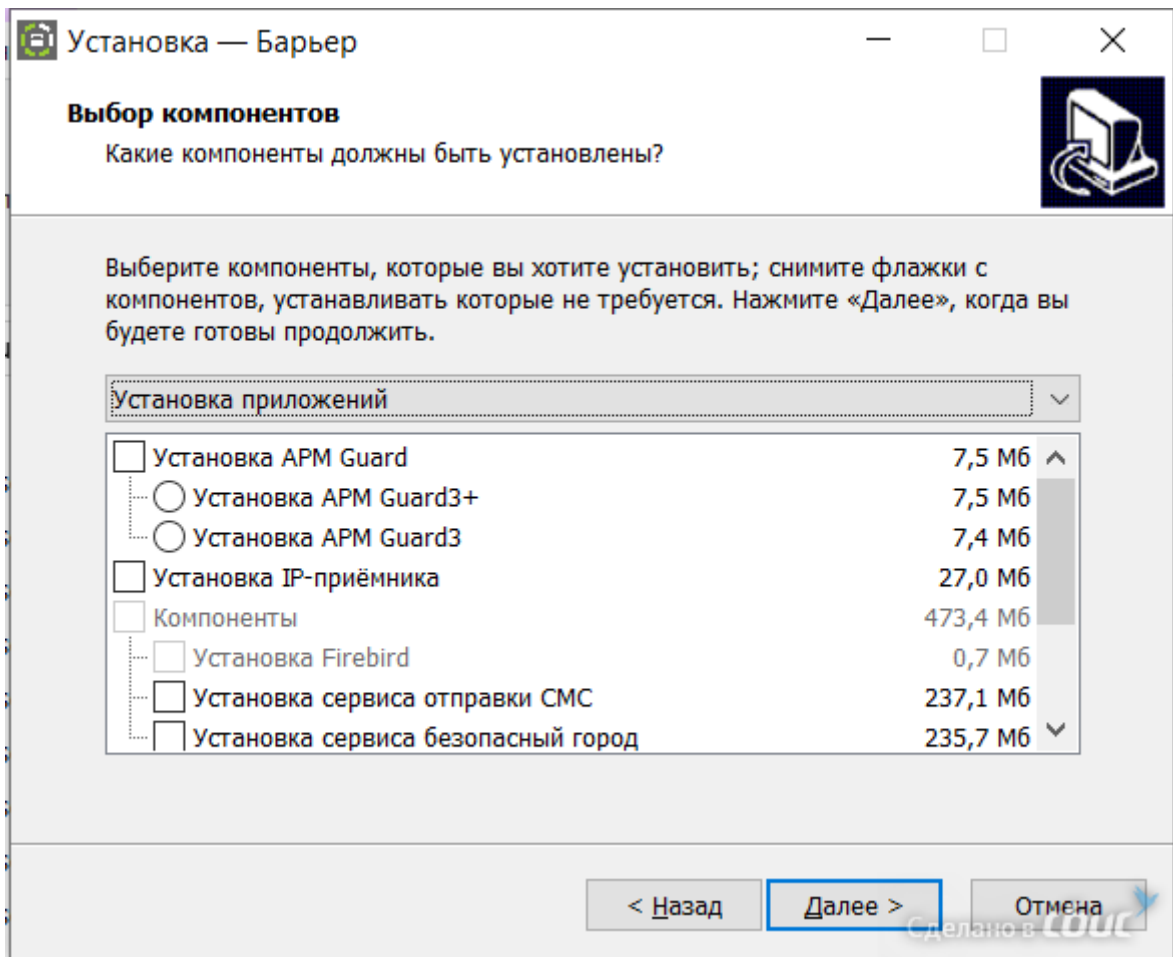 Установка — Барьер
Выбор компонентов
Какие компоненты должны быть установлены?
Выберите компоненты, которые вы хотите установить; снимите флажки с
компонентов, устанавливать которые не требуется. Нажмите «Далее», когда вы
будете готовы продолжить.
Установка приложений
Установка АРМ Guard 7,5 Мб
Установка АРМ Guard3+ 7,5 Мб
Установка АРМ Guard3 7,4 Мб
Установка IP-приёмника 27,0 Мб
Компоненты 473,4 Мб
Установка Firebird 0,7 Мб
Установка сервиса отправки СМС 237,1 Мб
Установка сервиса безопасный город 235,7 Мб
< Назад Далее > Отмена
Сделано в coub